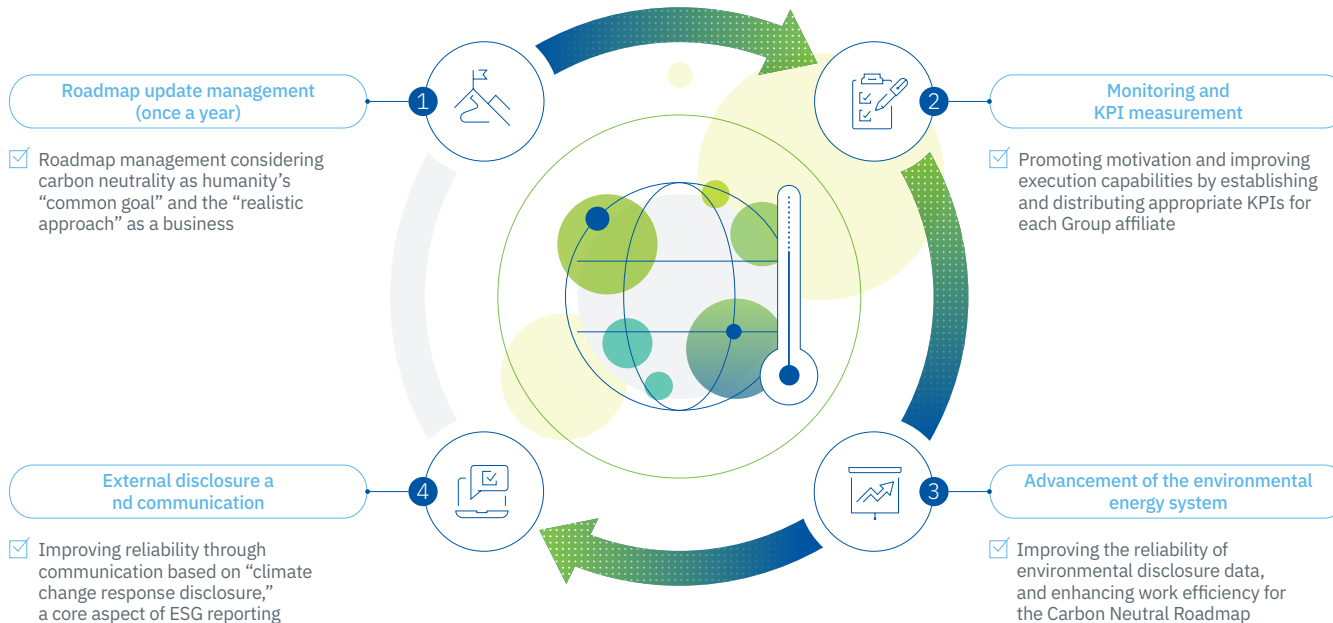 Roadmap update management
(once a year)
1
Roadmap management considering
carbon neutrality as humanity’s
“common goal” and the “realistic
approach” as a business
2
Monitoring and
KPI measurement
Promoting motivation and improving
execution capabilities by establishing
and distributing appropriate KPIs for
each Group affiliate
3
Advancement of the environmental
energy system
Improving the reliability of
environmental disclosure data,
and enhancing work efficiency for
the Carbon Neutral Roadmap
External disclosure a
nd communication
4
Improving reliability through
communication based on “climate
change response disclosure,”
a core aspect of ESG reporting